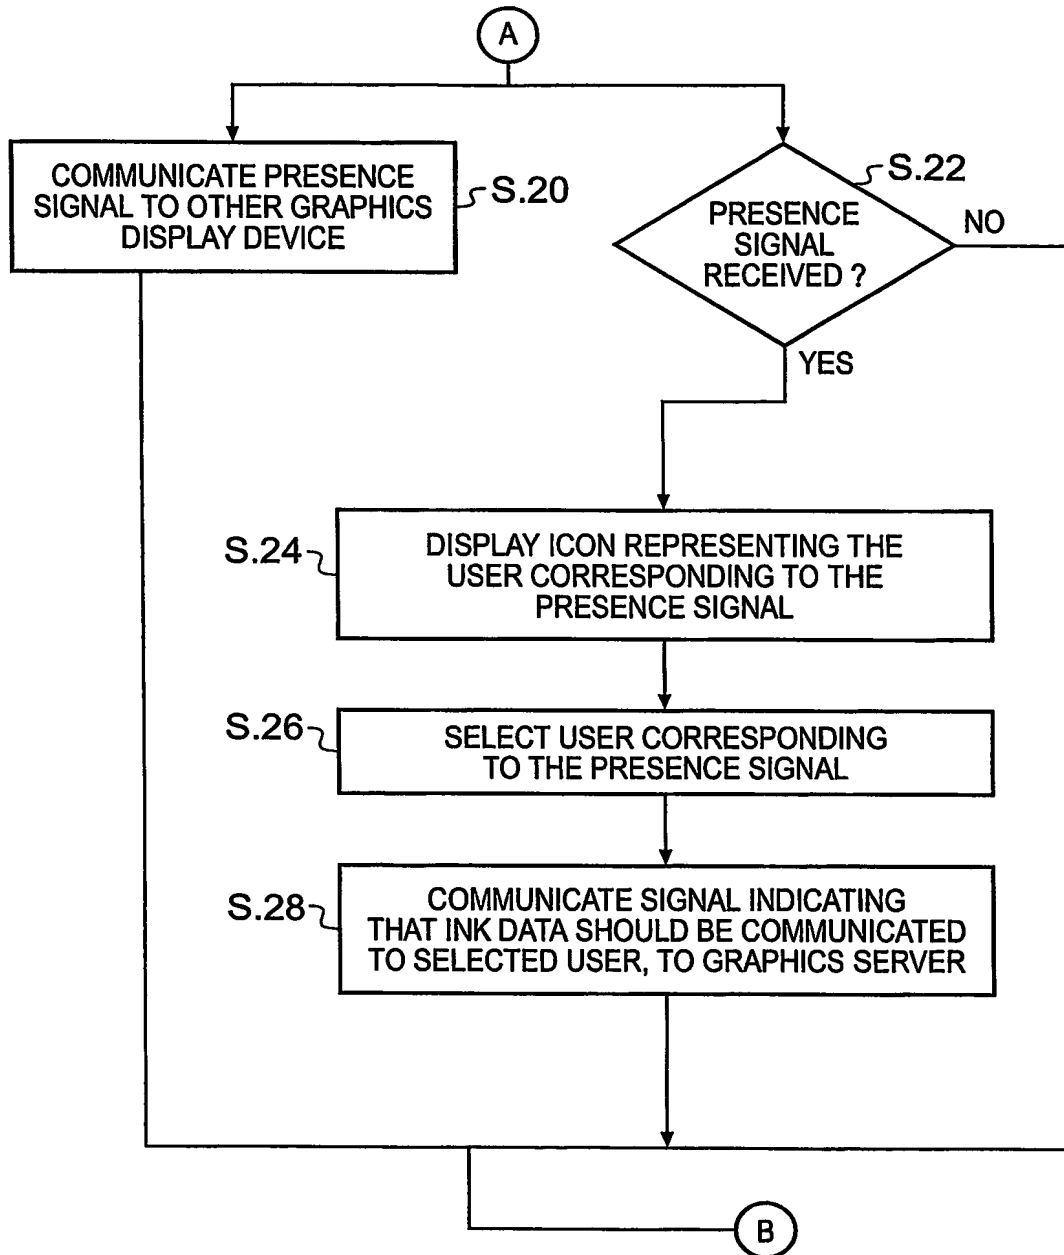 A
COMMUNICATE PRESENCE
SIGNAL TO OTHER GRAPHICS
DISPLAY DEVICE
S.20
S.22
PRESENCE
SIGNAL
RECEIVED ?
NO
YES
S.24
DISPLAY ICON REPRESENTING THE
USER CORRESPONDING TO THE
PRESENCE SIGNAL
S.26
SELECT USER CORRESPONDING
TO THE PRESENCE SIGNAL
S.28
COMMUNICATE SIGNAL INDICATING
THAT INK DATA SHOULD BE COMMUNICATED
TO SELECTED USER, TO GRAPHICS SERVER
B